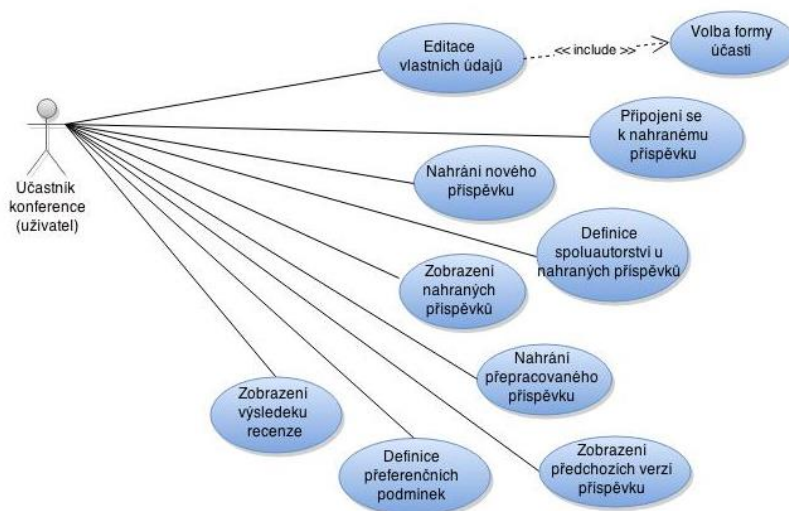 Editace
vlastních údajů
<< include >>
Volba formy
účasti
Připojení se
k nahranému
příspěvku
Účastník
konference
(uživatel)
Nahrání nového
příspěvku
Definice
spoluautorství u
nahraných příspěvků
Zobrazení
nahraných
příspěvků
Nahrání
přepracovaného
příspěvku
Zobrazení
výsledeku
recenze
Definice
přeferenčních
podmínek
Zobrazení
předchozích verzí
příspěvku